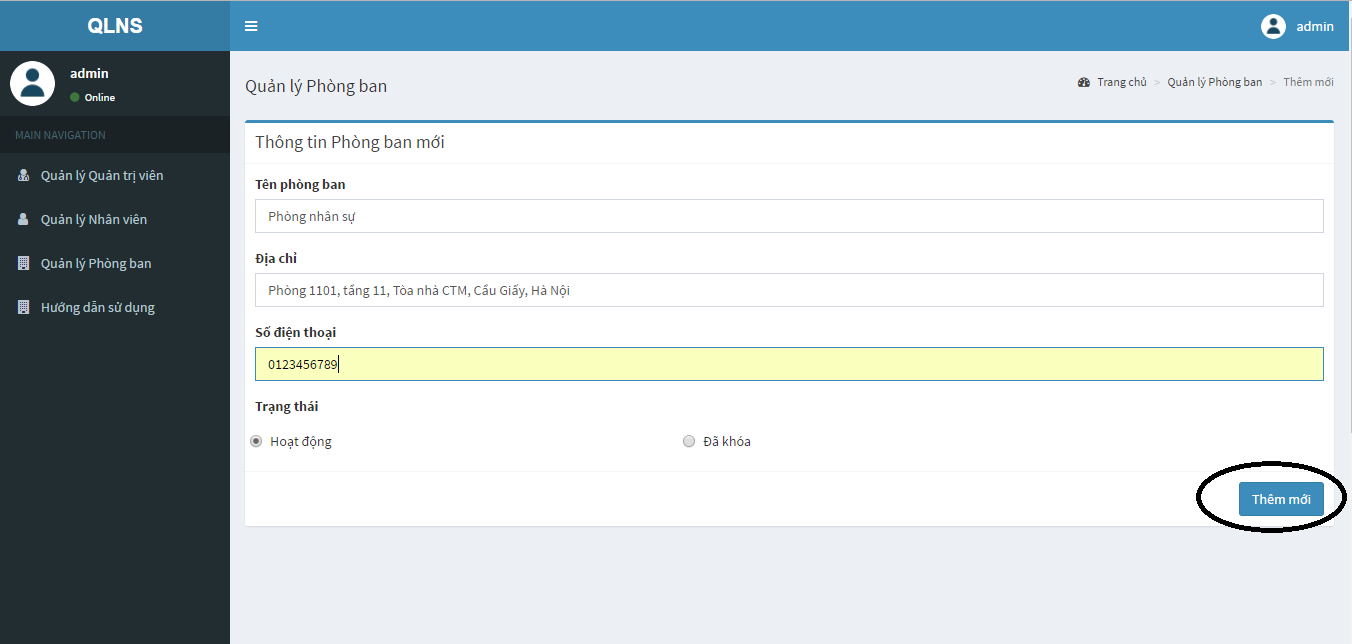 QLNS
admin
admin
Online
MAIN NAVIGATION
Quản lý Quản trị viên
Quản lý Nhân viên
Quản lý Phòng ban
Hướng dẫn sử dụng
Quản lý Phòng ban
Trang chủ > Quản lý Phòng ban > Thêm mới
Thông tin Phòng ban mới
Tên phòng ban
Phòng nhân sự
Địa chỉ
Phòng 1101, tầng 11, Tòa nhà CTM, Cầu Giấy, Hà Nội
Số điện thoại
0123456789
Trạng thái
Hoạt động
Đã khóa
Thêm mới